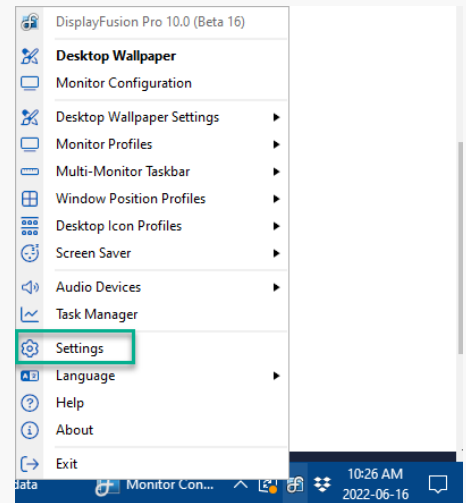 DisplayFusion Pro 10.0 (Beta 16)
Desktop Wallpaper
Monitor Configuration
Desktop Wallpaper Settings
Monitor Profiles
Multi-Monitor Taskbar
Window Position Profiles
Desktop Icon Profiles
Screen Saver
Audio Devices
Task Manager
Settings
Language
Help
About
Exit
data
Monitor Con...
10:26 AM
2022-06-16